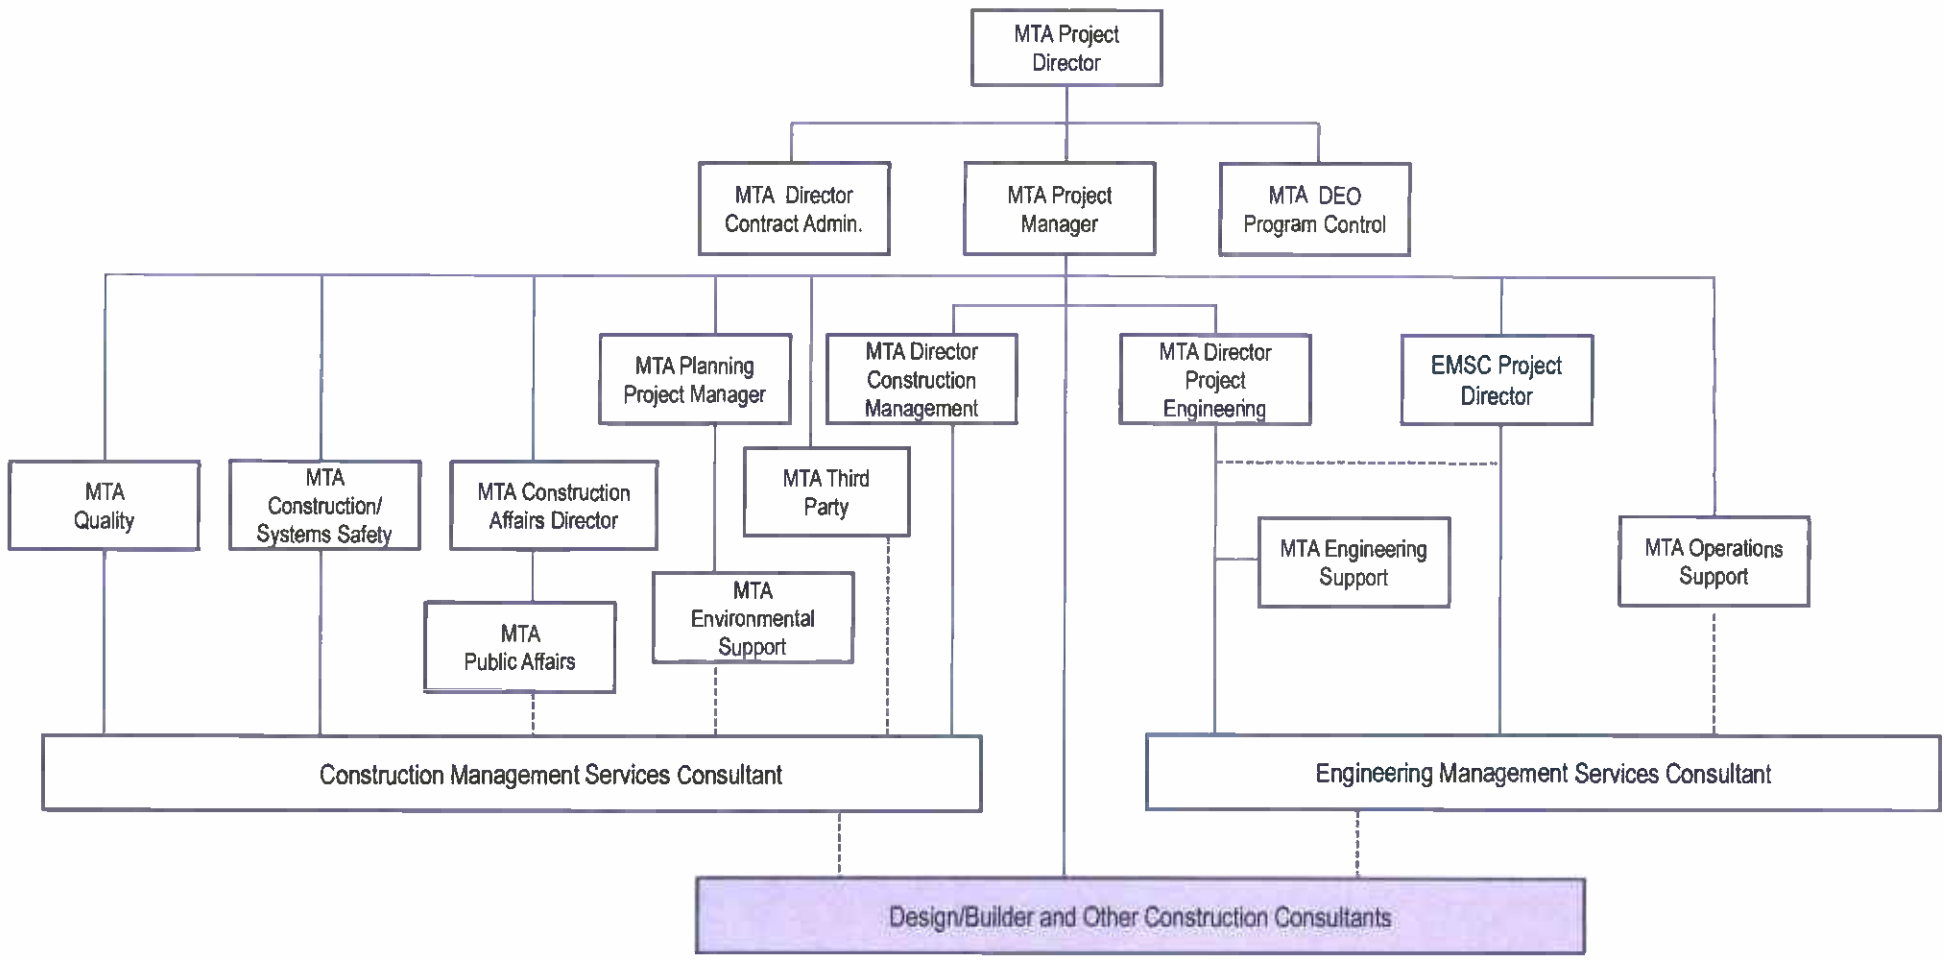 MTA Project
Director
MTA Director
Contract Admin.
MTA Project
Manager
MTA DEO
Program Control
MTA Planning
Project Manager
MTA Director
Construction
Management
MTA Director
Project
Engineering
EMSC Project
Director
MTA
Quality
MTA
Construction/
Systems Safety
MTA Construction
Affairs Director
MTA Third
Party
MTA Engineering
Support
MTA Operations
Support
MTA
Public Affairs
MTA
Environmental
Support
Construction Management Services Consultant
Engineering Management Services Consultant
Design/Builder and Other Construction Consultants